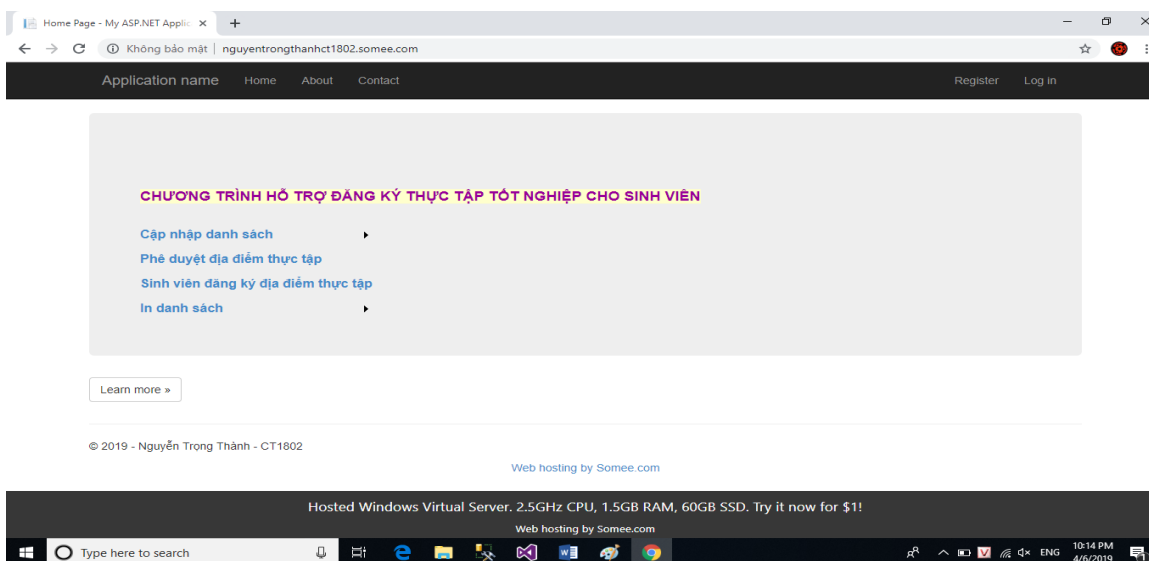 Home Page - My ASP.NET Applic
Không bảo mật | nguyentrongthanhct1802.somee.com
Application name Home About Contact Register Log in
CHƯƠNG TRÌNH HỖ TRỢ ĐĂNG KÝ THỰC TẬP TỐT NGHIỆP CHO SINH VIÊN
Cập nhập danh sách
Phê duyệt địa điểm thực tập
Sinh viên đăng ký địa điểm thực tập
In danh sách
Learn more »
© 2019 - Nguyễn Trọng Thành - CT1802
Web hosting by Somee.com
Hosted Windows Virtual Server. 2.5GHz CPU, 1.5GB RAM, 60GB SSD. Try it now for $1!
Web hosting by Somee.com
Type here to search ENG 10:14 PM
4/6/2019